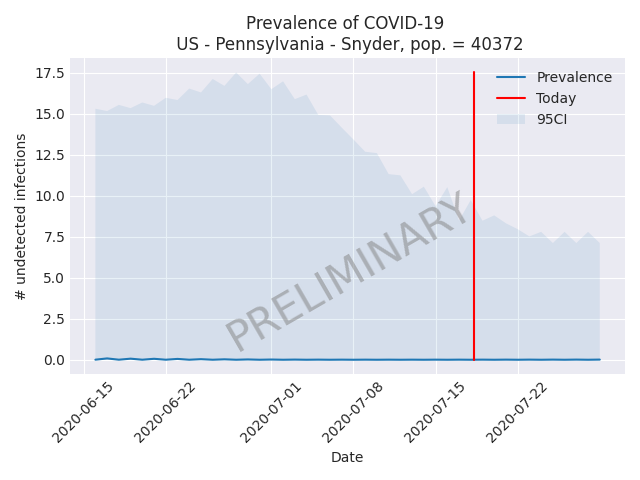 Prevalence of COVID-19
US - Pennsylvania - Snyder, pop. = 40372
17.5
15.0
12.5
10.0
7.5
5.0
2.5
0.0
# undetected infections
Prevalence
Today
95CI
PRELIMINARY
2020-06-15
2020-06-22
2020-07-01
2020-07-08
2020-07-15
2020-07-22
Date